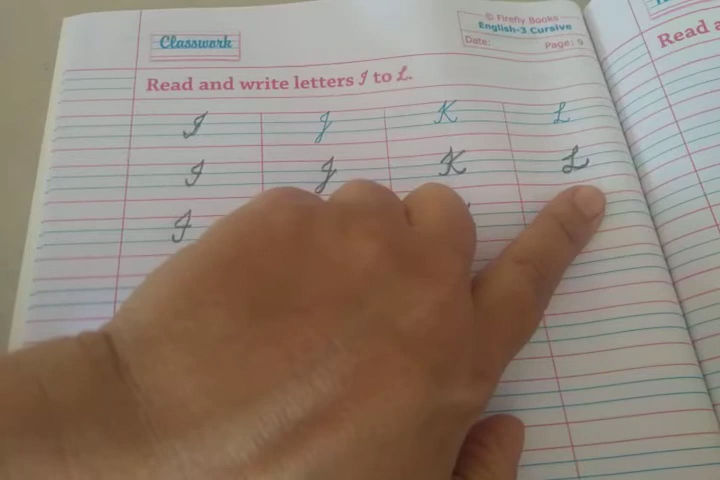 © Firefly Books
English-3 Cursive
Classwork
Date: Page: 9
Read and write letters I to L.
I J K L
I J K L
I
Read a